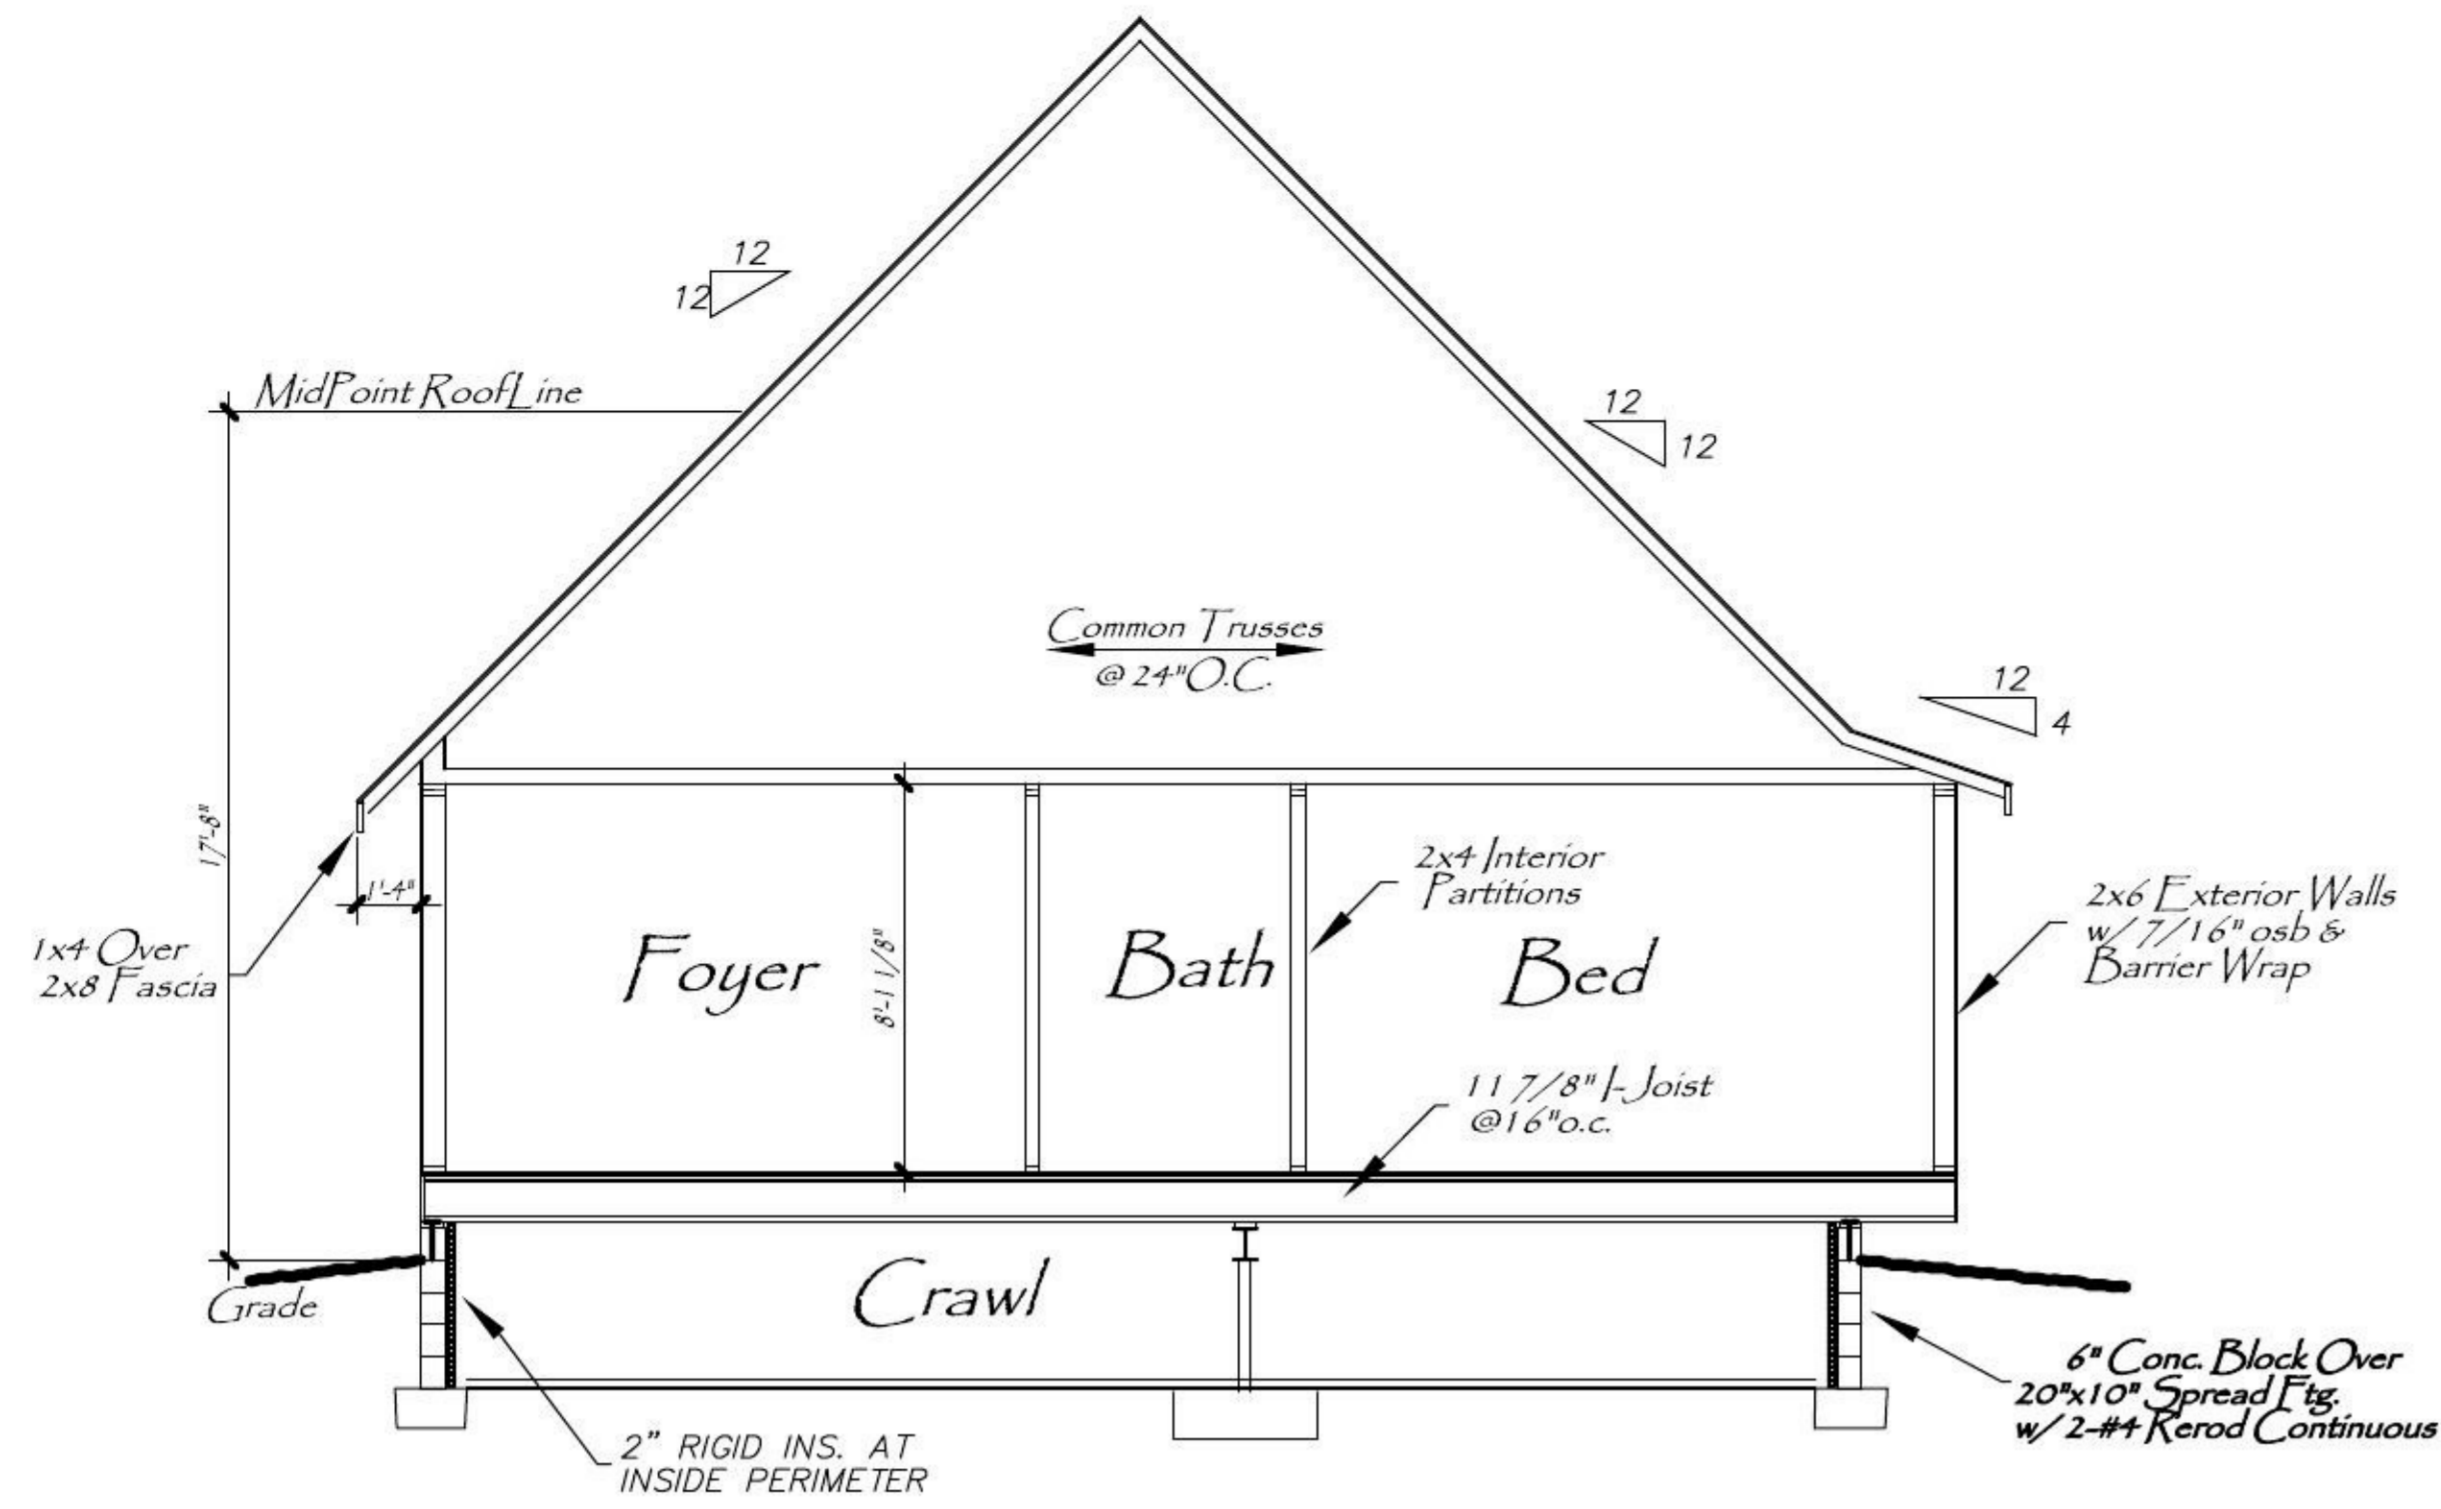 12
12
MidPoint RoofLine
12
12
Common Trusses
@ 24"O.C.
12
4
17'-8"
1'-4"
8'-1 1/8"
2x4 Interior
Partitions
2x6 Exterior Walls
w/ 7/16" osb &
Barrier Wrap
1x4 Over
2x8 Fascia
Foyer
Bath
Bed
11 7/8" I-Joist
@16"o.c.
Crawl
Grade
6" Conc. Block Over
20"x10" Spread Ftg.
w/ 2-#4 Rerod Continuous
2" RIGID INS. AT
INSIDE PERIMETER